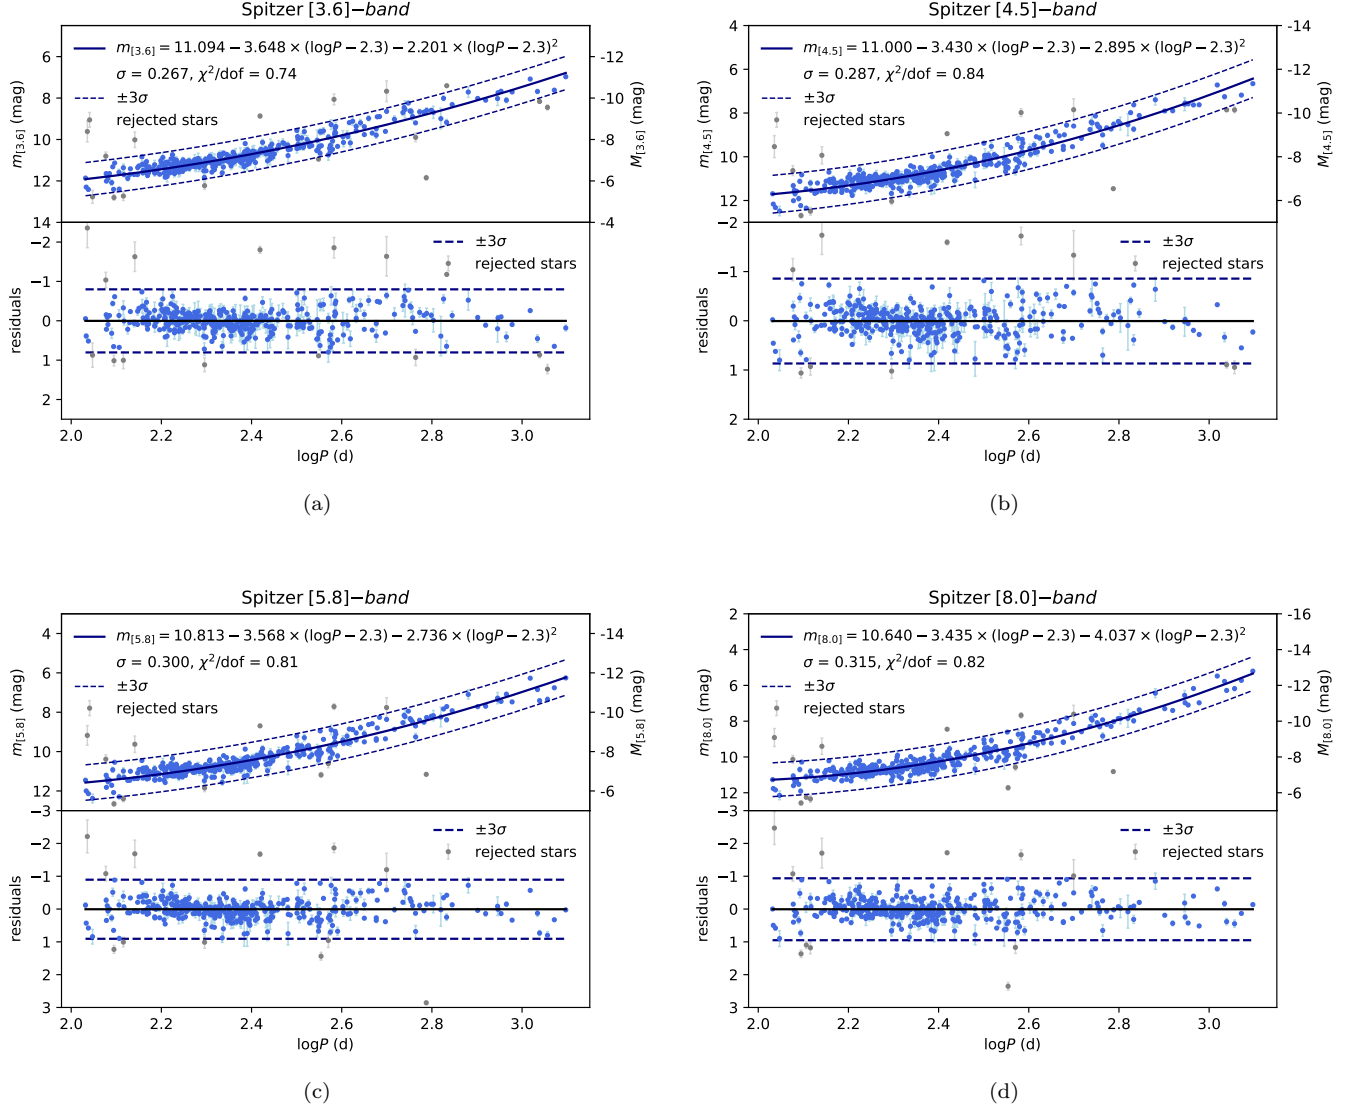 Spitzer [3.6]−band
m[3.6] = 11.094 − 3.648 × (logP − 2.3) − 2.201 × (logP − 2.3)²
σ = 0.267, χ²/dof = 0.74
±3σ
rejected stars
m[3.6] (mag)
6
8
10
12
14
M[3.6] (mag)
-12
-10
-8
-6
-4
±3σ
rejected stars
residuals
−2
−1
0
1
2
2.0 2.2 2.4 2.6 2.8 3.0
logP (d)
(a)
Spitzer [4.5]−band
m[4.5] = 11.000 − 3.430 × (logP − 2.3) − 2.895 × (logP − 2.3)²
σ = 0.287, χ²/dof = 0.84
±3σ
rejected stars
m[4.5] (mag)
4
6
8
10
12
M[4.5] (mag)
-14
-12
-10
-8
-6
±3σ
rejected stars
residuals
−2
−1
0
1
2
2.0 2.2 2.4 2.6 2.8 3.0
logP (d)
(b)
Spitzer [5.8]−band
m[5.8] = 10.813 − 3.568 × (logP − 2.3) − 2.736 × (logP − 2.3)²
σ = 0.300, χ²/dof = 0.81
±3σ
rejected stars
m[5.8] (mag)
4
6
8
10
12
M[5.8] (mag)
-14
-12
-10
-8
-6
±3σ
rejected stars
residuals
−3
−2
−1
0
1
2
3
2.0 2.2 2.4 2.6 2.8 3.0
logP (d)
(c)
Spitzer [8.0]−band
m[8.0] = 10.640 − 3.435 × (logP − 2.3) − 4.037 × (logP − 2.3)²
σ = 0.315, χ²/dof = 0.82
±3σ
rejected stars
m[8.0] (mag)
2
4
6
8
10
12
M[8.0] (mag)
-16
-14
-12
-10
-8
-6
±3σ
rejected stars
residuals
−3
−2
−1
0
1
2
3
2.0 2.2 2.4 2.6 2.8 3.0
logP (d)
(d)